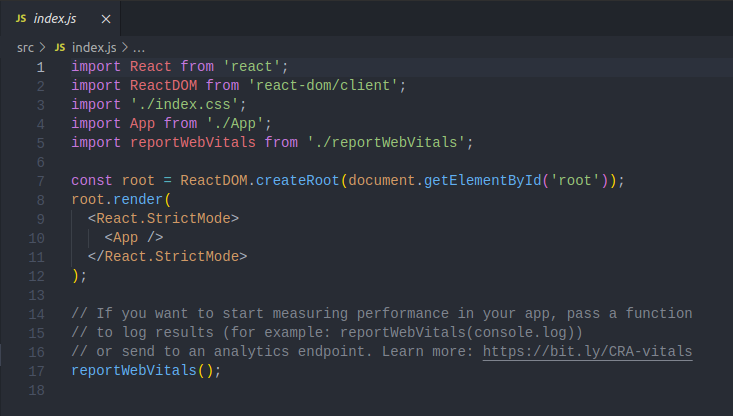 JS index.js ×
src > JS index.js > ...
1 import React from 'react';
2 import ReactDOM from 'react-dom/client';
3 import './index.css';
4 import App from './App';
5 import reportWebVitals from './reportWebVitals';
6
7 const root = ReactDOM.createRoot(document.getElementById('root'));
8 root.render(
9   <React.StrictMode>
10     <App />
11   </React.StrictMode>
12 );
13
14 // If you want to start measuring performance in your app, pass a function
15 // to log results (for example: reportWebVitals(console.log))
16 // or send to an analytics endpoint. Learn more: https://bit.ly/CRA-vitals
17 reportWebVitals();
18